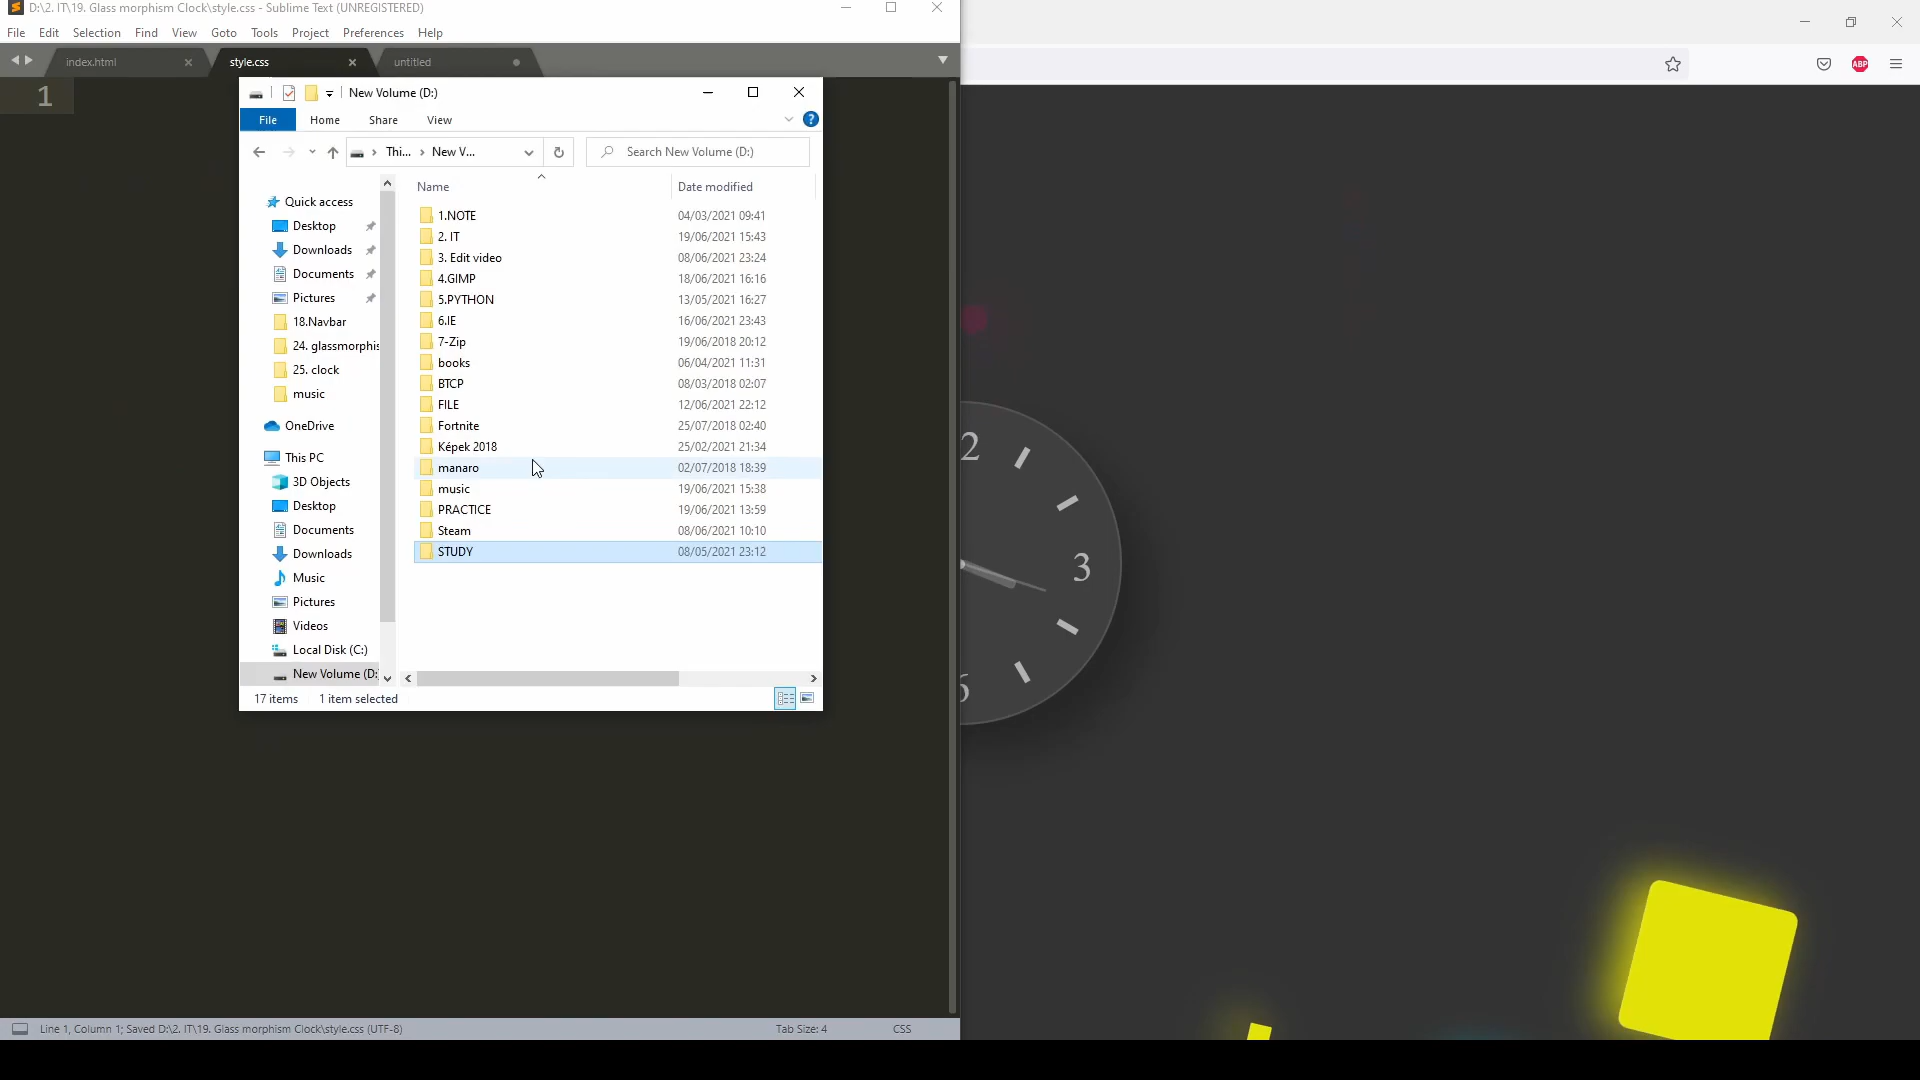 D:\2. IT\19. Glass morphism Clock\style.css - Sublime Text (UNREGISTERED)
File Edit Selection Find View Goto Tools Project Preferences Help
index.html style.css untitled
1
New Volume (D:)
File Home Share View
Thi... New V... Search New Volume (D:)
Name Date modified
Quick access
Desktop
Downloads
Documents
Pictures
18.Navbar
24. glassmorphis
25. clock
music
OneDrive
This PC
3D Objects
Desktop
Documents
Downloads
Music
Pictures
Videos
Local Disk (C:)
New Volume (D:
1.NOTE 04/03/2021 09:41
2. IT 19/06/2021 15:43
3. Edit video 08/06/2021 23:24
4.GIMP 18/06/2021 16:16
5.PYTHON 13/05/2021 16:27
6.IE 16/06/2021 23:43
7-Zip 19/06/2018 20:12
books 06/04/2021 11:31
BTCP 08/03/2018 02:07
FILE 12/06/2021 22:12
Fortnite 25/07/2018 02:40
Képek 2018 25/02/2021 21:34
manaro 02/07/2018 18:39
music 19/06/2021 15:38
PRACTICE 19/06/2021 13:59
Steam 08/06/2021 10:10
STUDY 08/05/2021 23:12
17 items 1 item selected
ABP
2
3
6
Line 1, Column 1; Saved D:\2. IT\19. Glass morphism Clock\style.css (UTF-8) Tab Size: 4 CSS